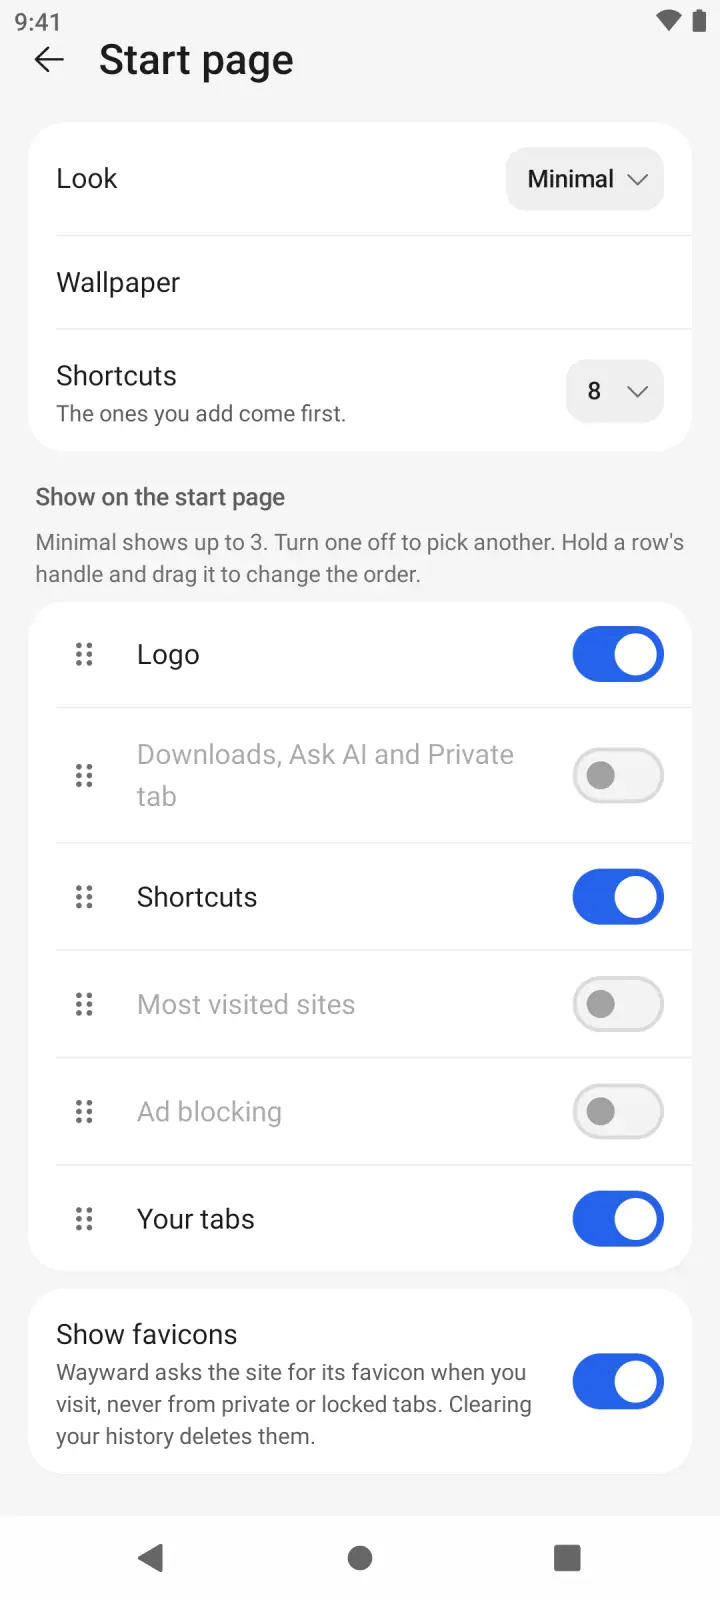 9:41
Start page
Look
Minimal
Wallpaper
Shortcuts
The ones you add come first.
8
Show on the start page
Minimal shows up to 3. Turn one off to pick another. Hold a row's
handle and drag it to change the order.
Logo
Downloads, Ask AI and Private
tab
Shortcuts
Most visited sites
Ad blocking
Your tabs
Show favicons
Wayward asks the site for its favicon when you
visit, never from private or locked tabs. Clearing
your history deletes them.